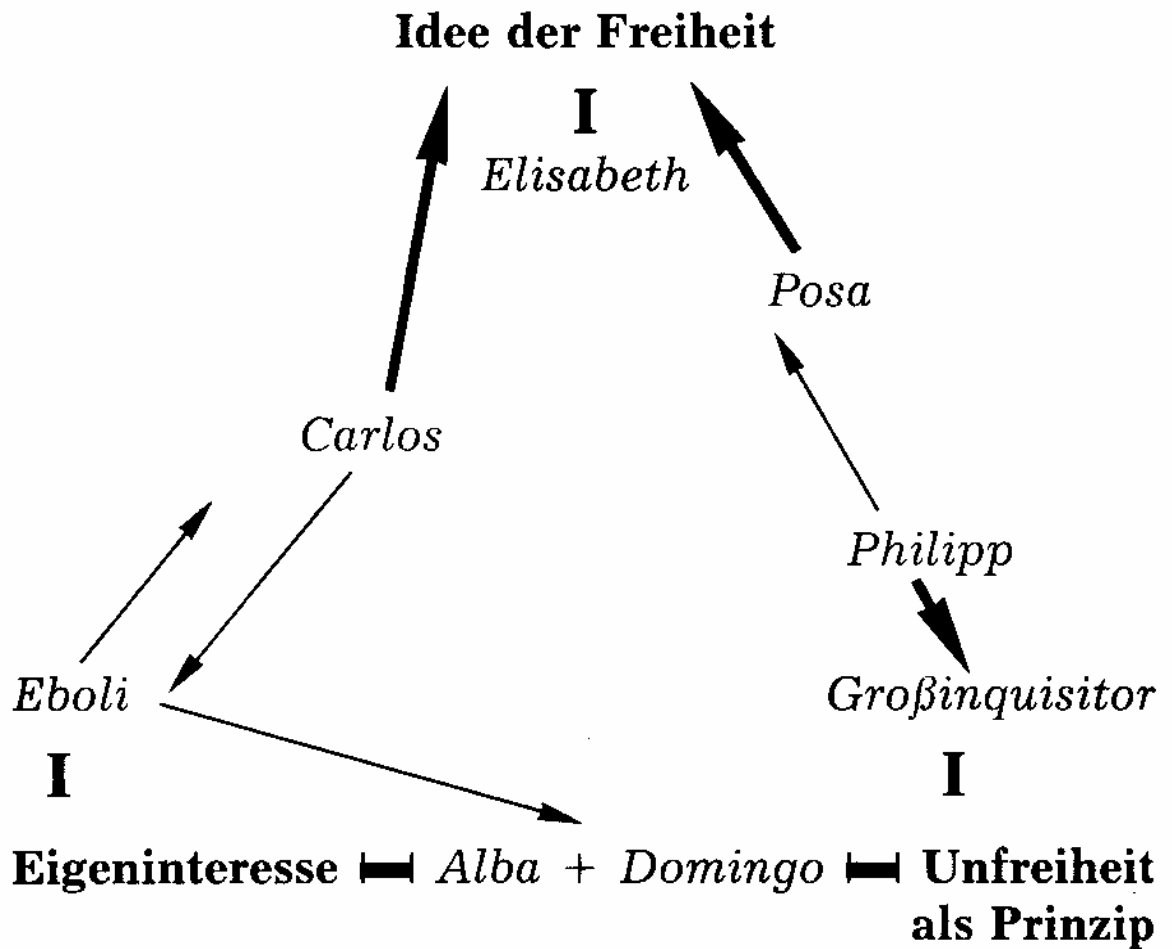 Idee der Freiheit
I
Elisabeth
Posa
Carlos
Philipp
Eboli
Großinquisitor
I
I
Eigeninteresse
Alba + Domingo
Unfreiheit
als Prinzip